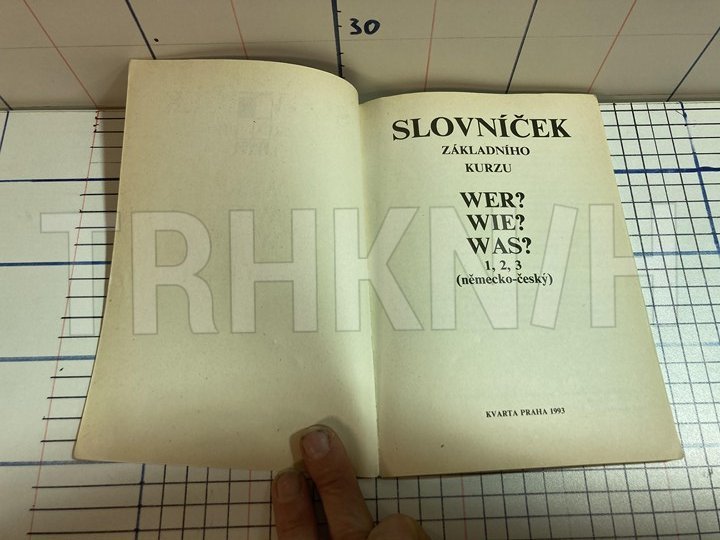 30
SLOVNÍČEK
ZÁKLADNÍHO
KURZU
WER?
WIE?
WAS?
1, 2, 3
(německo-český)
KVARTA PRAHA 1993
TRHKNIH